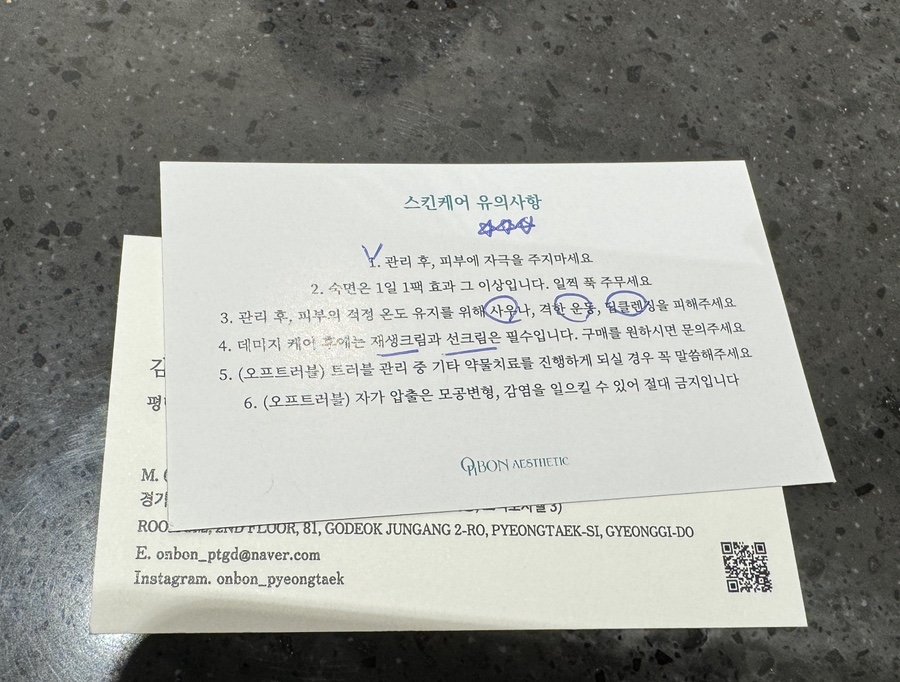 스킨케어 유의사항
1. 관리 후, 피부에 자극을 주지마세요
2. 숙면은 1일 1팩 효과 그 이상입니다. 일찍 푹 주무세요
3. 관리 후, 피부의 적정 온도 유지를 위해 사우나, 격한 운동, 딥클렌징을 피해주세요
4. 데미지 케어 후에는 재생크림과 선크림은 필수입니다. 구매를 원하시면 문의주세요
5. (오프트러블) 트러블 관리 중 기타 약물치료를 진행하게 되실 경우 꼭 말씀해주세요
6. (오프트러블) 자가 압출은 모공변형, 감염을 일으킬 수 있어 절대 금지입니다
ONBON AESTHETIC
M.
경기
2ND FLOOR, 81, GODEOK JUNGANG 2-RO, PYEONGTAEK-SI, GYEONGGI-DO
E. onbon_ptgd@naver.com
Instagram. onbon_pyeongtaek